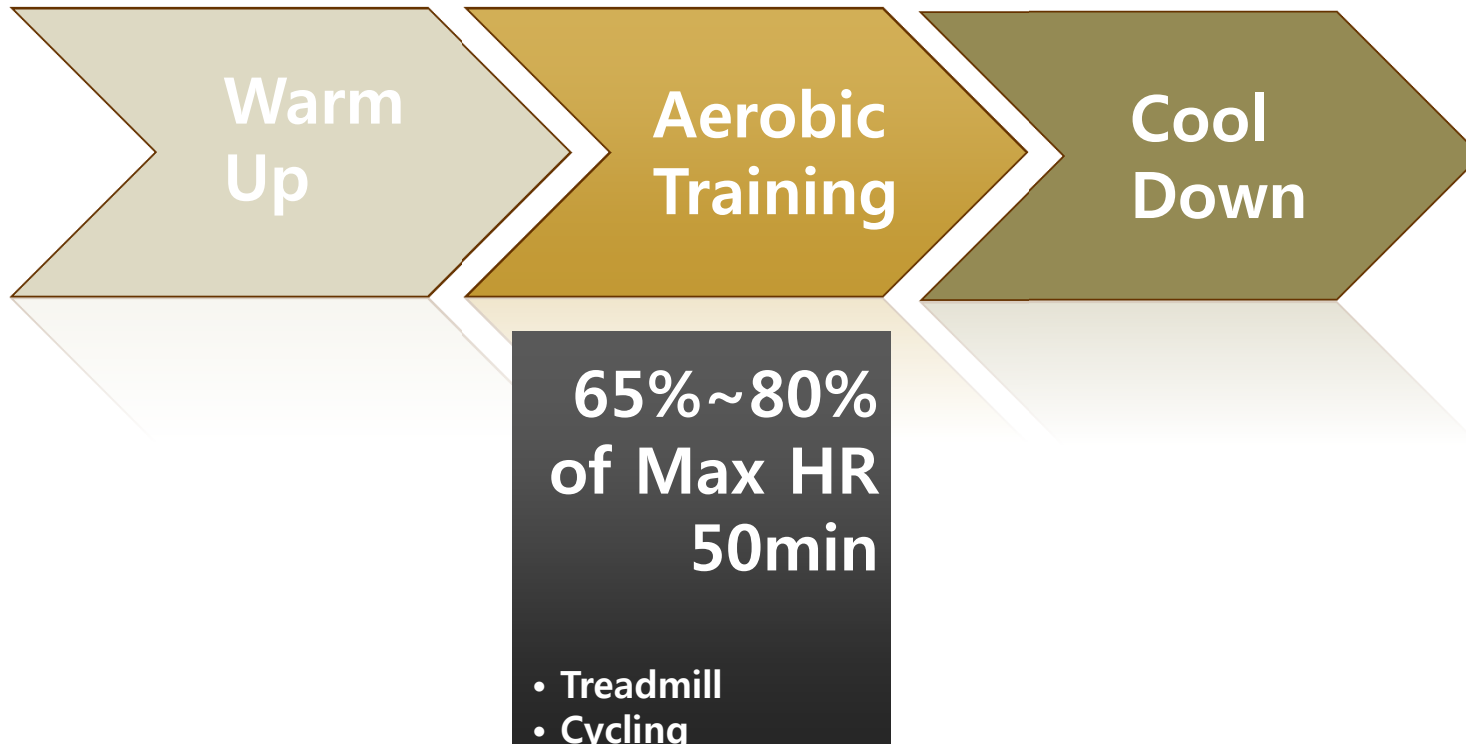 Warm
Up
Aerobic
Training
Cool
Down
65%~80%
of Max HR
50min
• Treadmill
• Cycling